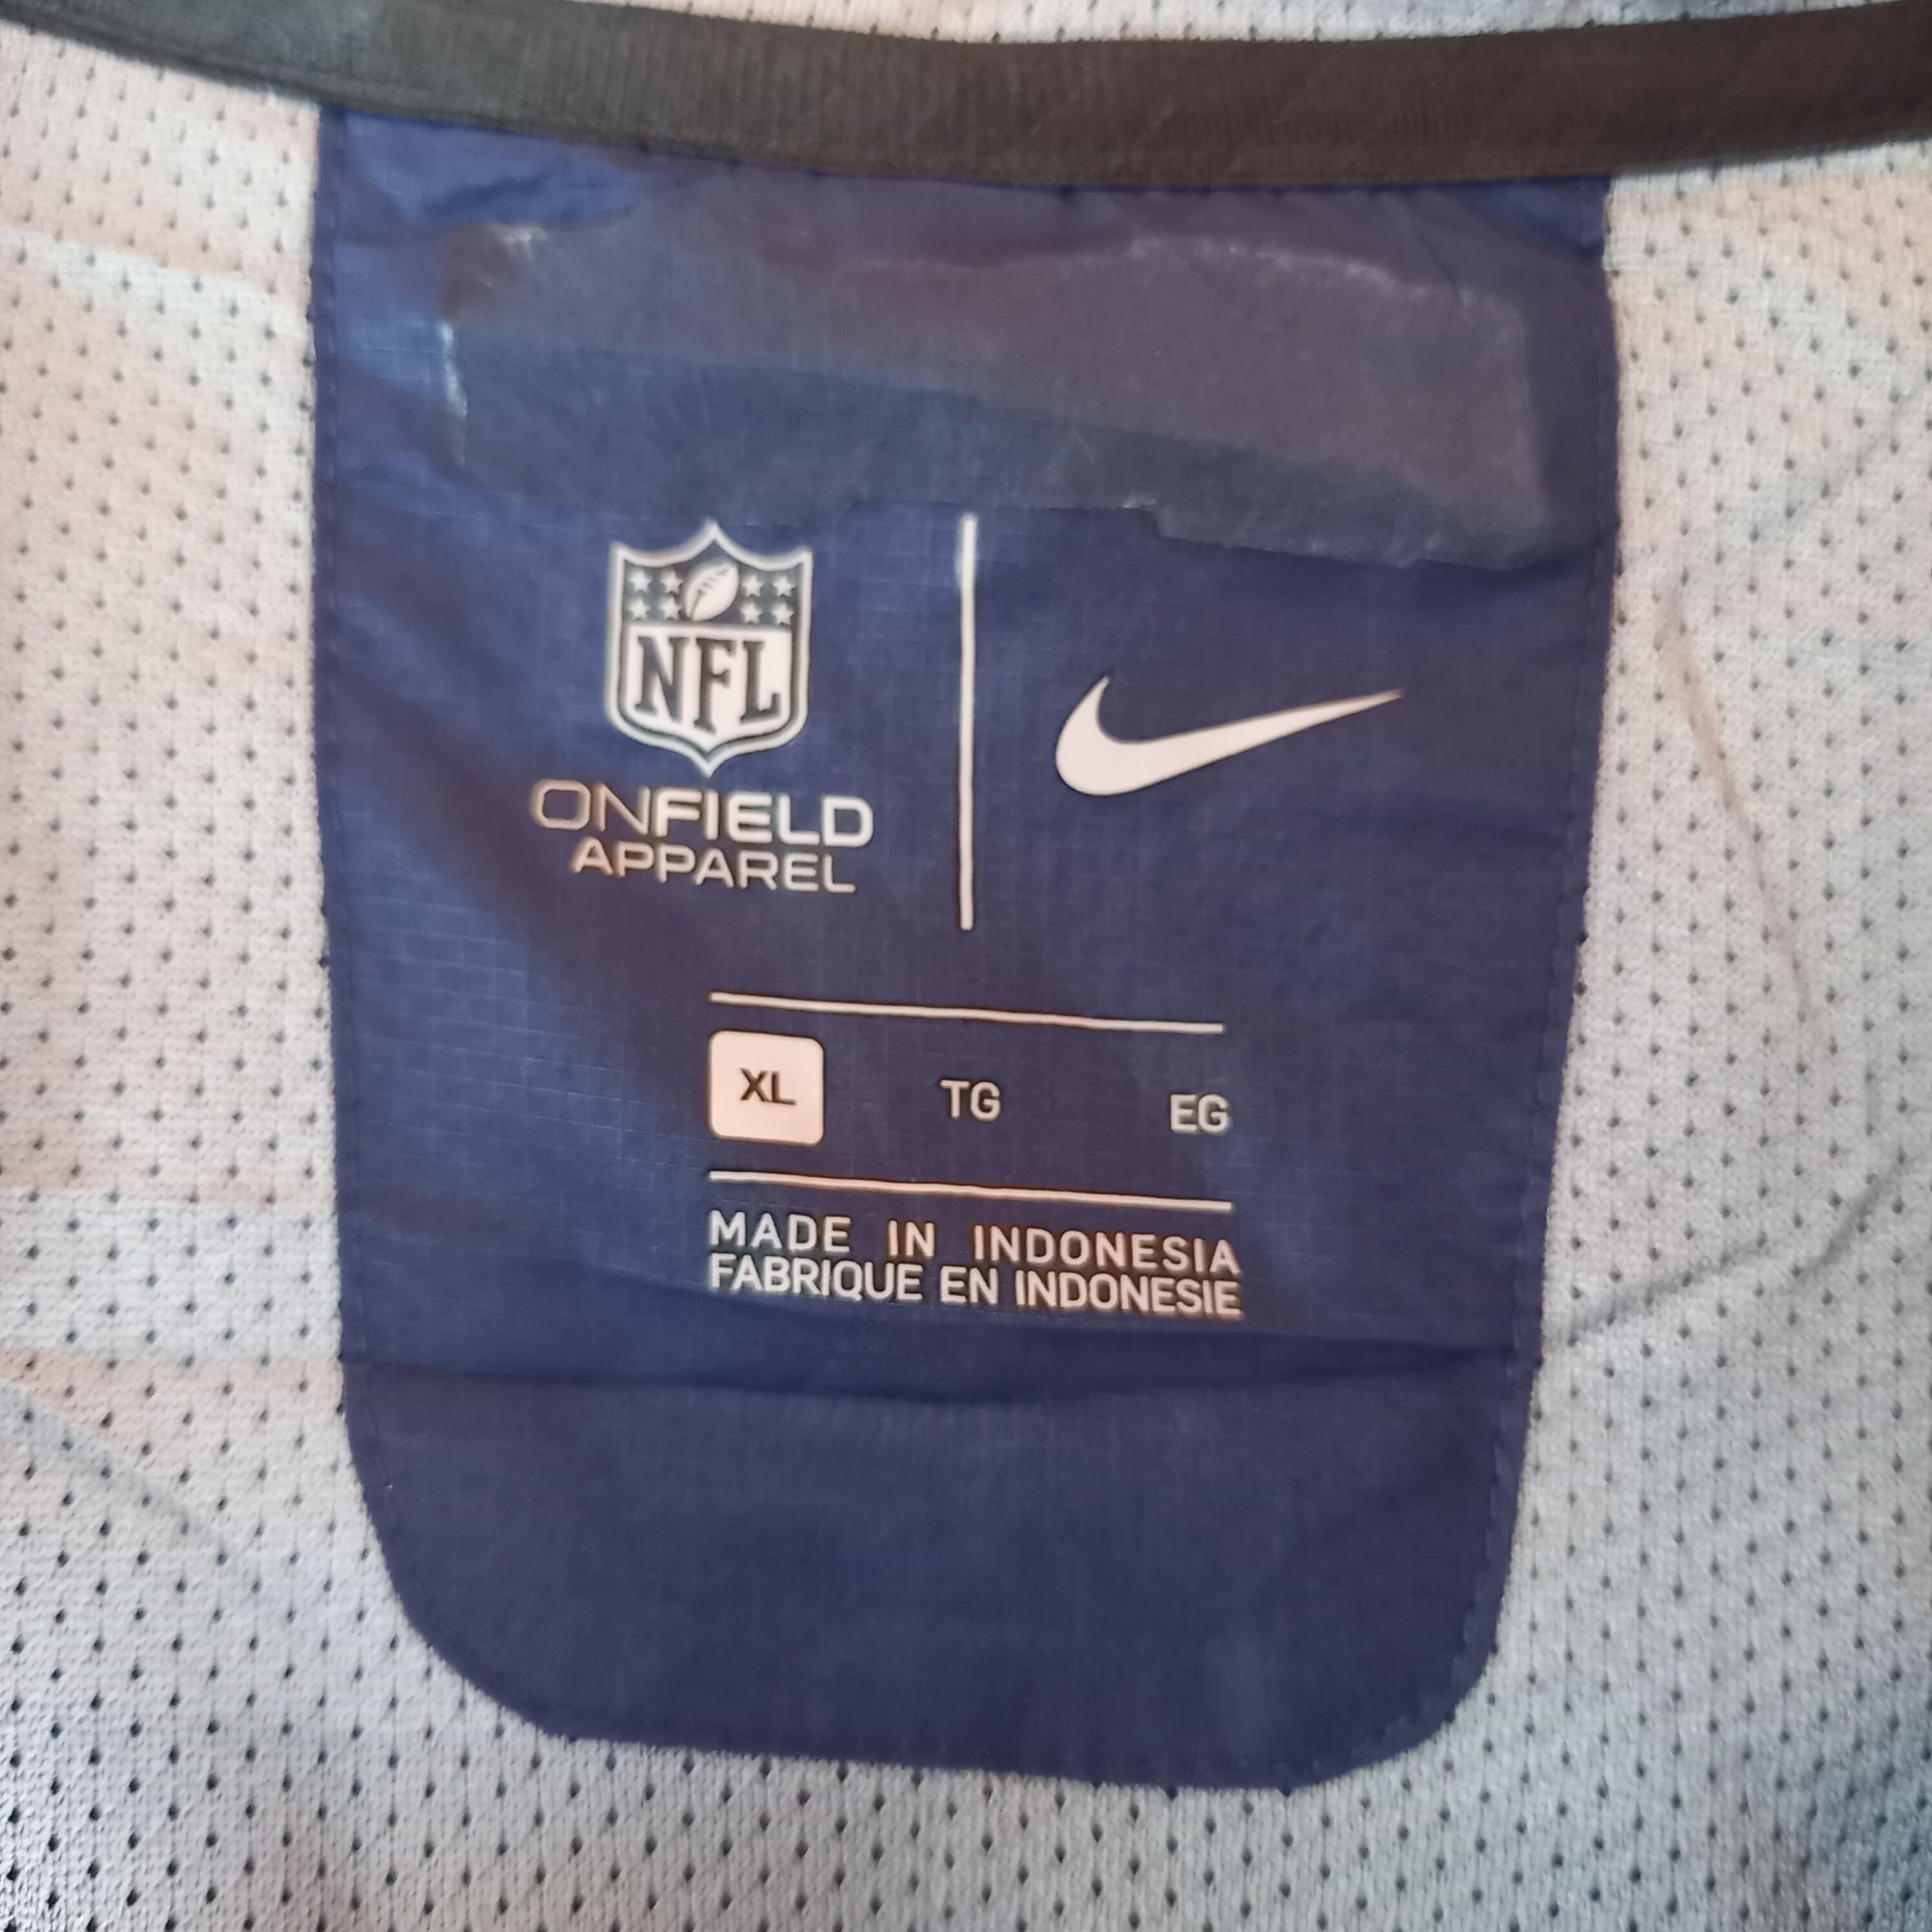 NFL
ONFIELD
APPAREL
XL TG EG
MADE IN INDONESIA
FABRIQUE EN INDONESIE